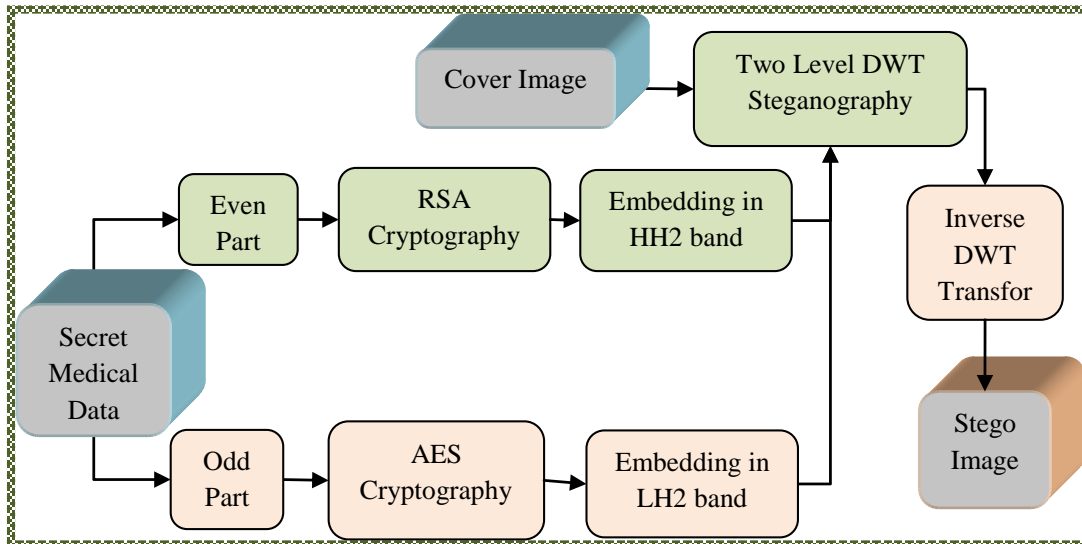 Cover Image
Two Level DWT
Steganography
Even
Part
RSA
Cryptography
Embedding in
HH2 band
Inverse
DWT
Transfor
Secret
Medical
Data
Odd
Part
AES
Cryptography
Embedding in
LH2 band
Stego
Image